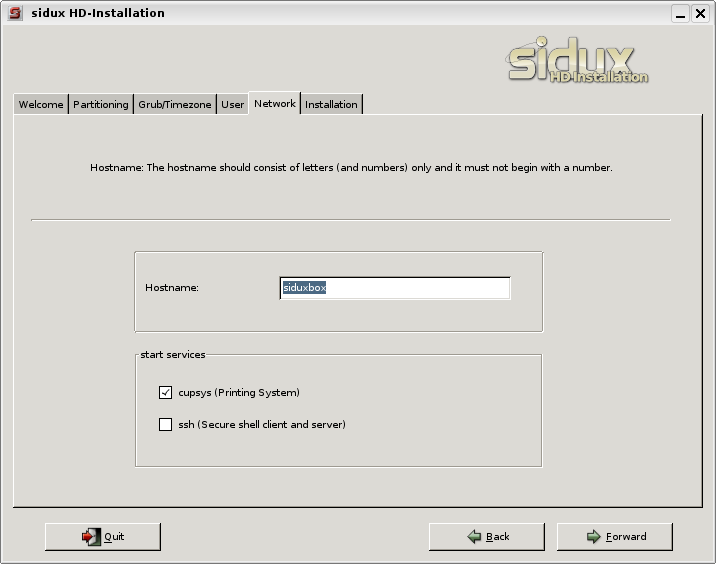 sidux HD-Installation
sidux
HD-Installation
Welcome Partitioning Grub/Timezone User Network Installation
Hostname: The hostname should consist of letters (and numbers) only and it must not begin with a number.
Hostname: siduxbox
start services
cupsys (Printing System)
ssh (Secure shell client and server)
Quit Back Forward